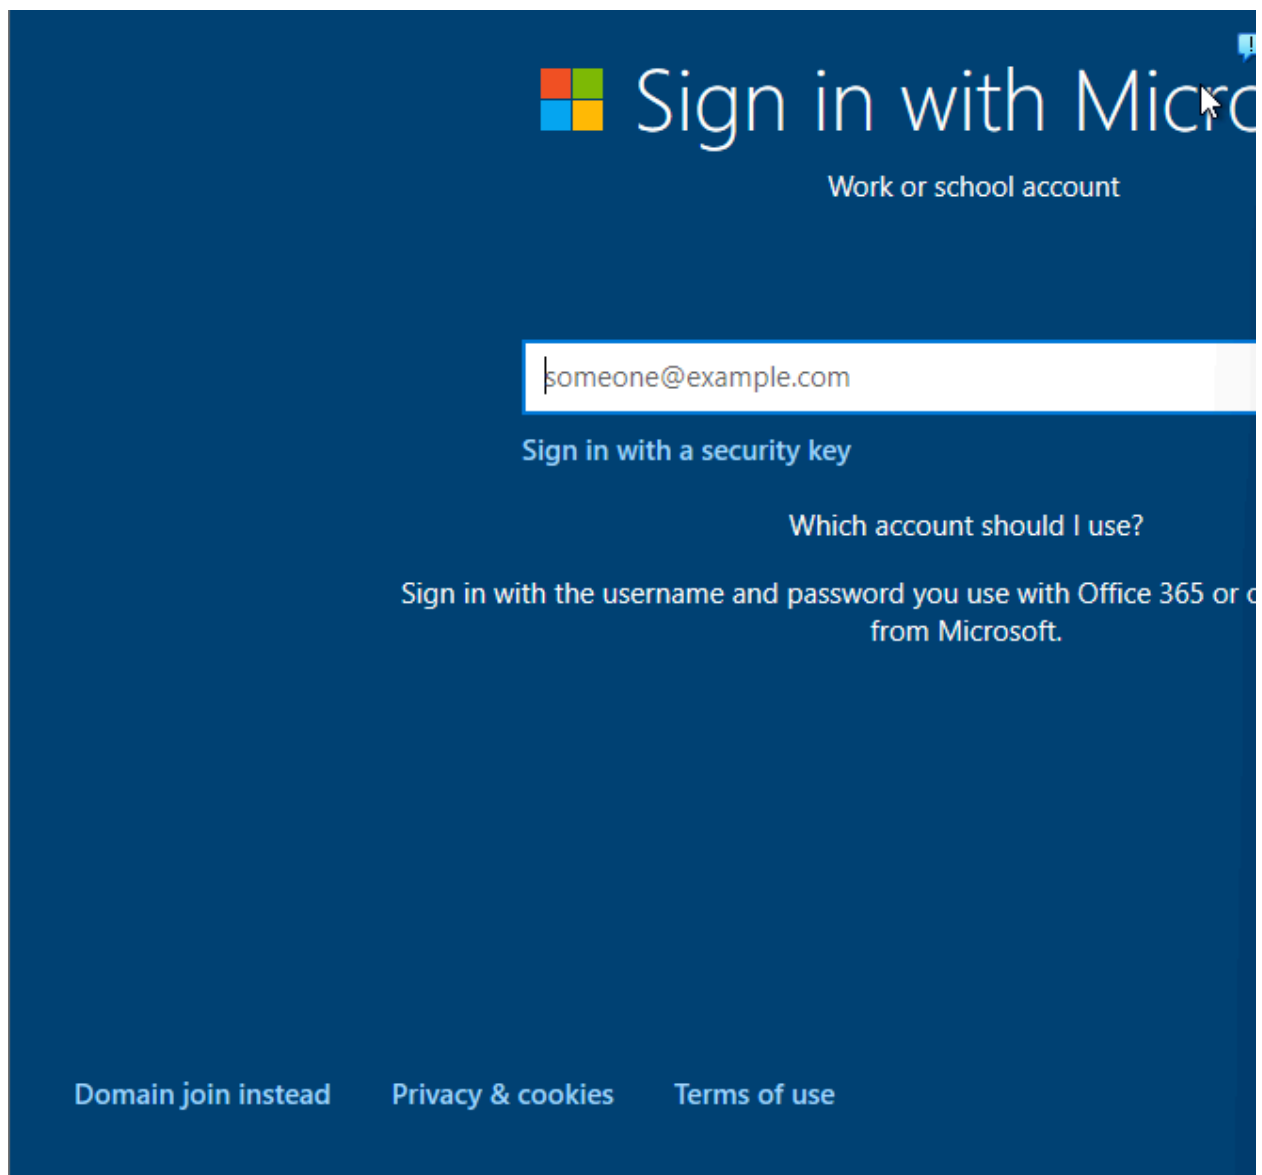 Sign in with Micro
Work or school account
someone@example.com
Sign in with a security key
Which account should I use?
Sign in with the username and password you use with Office 365 or
from Microsoft.
Domain join instead
Privacy & cookies
Terms of use